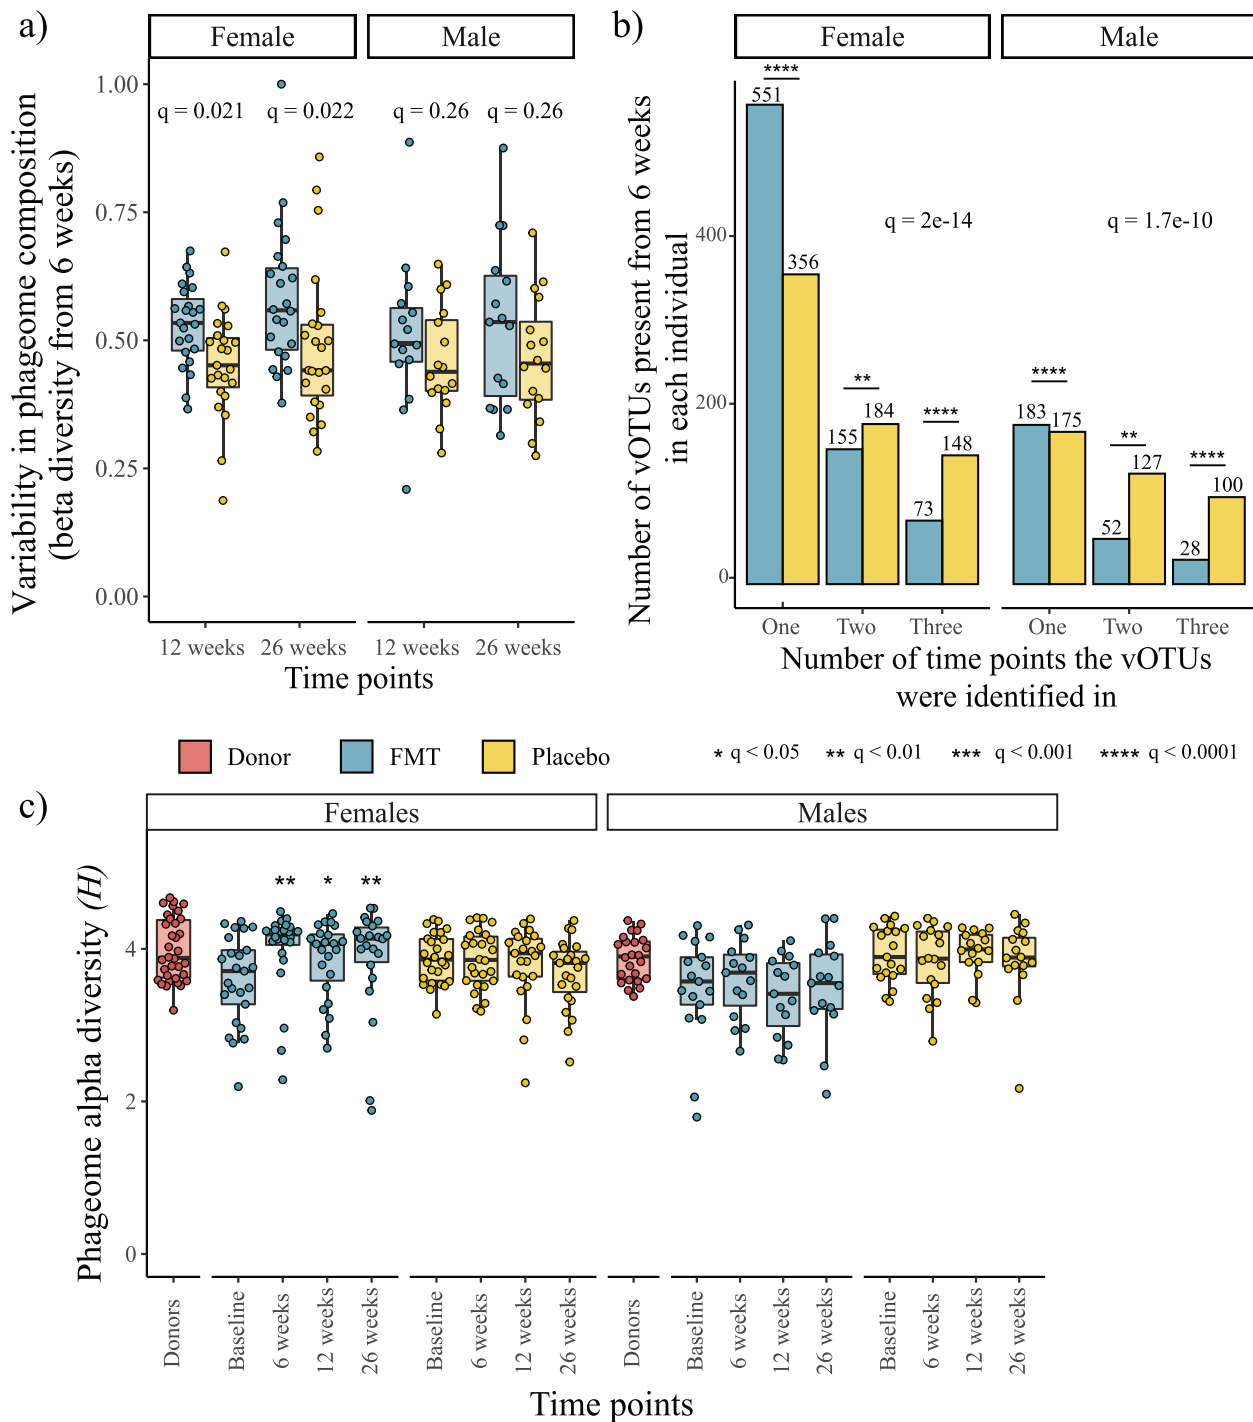 a)
Female
Male
Variability in phageome composition
(beta diversity from 6 weeks)
1.00
0.75
0.50
0.25
0.00
q = 0.021
q = 0.022
q = 0.26
q = 0.26
12 weeks
26 weeks
12 weeks
26 weeks
Time points
b)
Female
Male
Number of vOTUs present from 6 weeks
in each individual
400
200
0
****
551
356
**
155
184
****
73
148
q = 2e-14
****
183
175
**
52
127
****
28
100
q = 1.7e-10
One
Two
Three
One
Two
Three
Number of time points the vOTUs
were identified in
Donor
FMT
Placebo
* q < 0.05
** q < 0.01
*** q < 0.001
**** q < 0.0001
c)
Females
Males
Phageome alpha diversity (H)
4
2
0
**
*
**
Donors
Baseline
6 weeks
12 weeks
26 weeks
Baseline
6 weeks
12 weeks
26 weeks
Donors
Baseline
6 weeks
12 weeks
26 weeks
Baseline
6 weeks
12 weeks
26 weeks
Time points